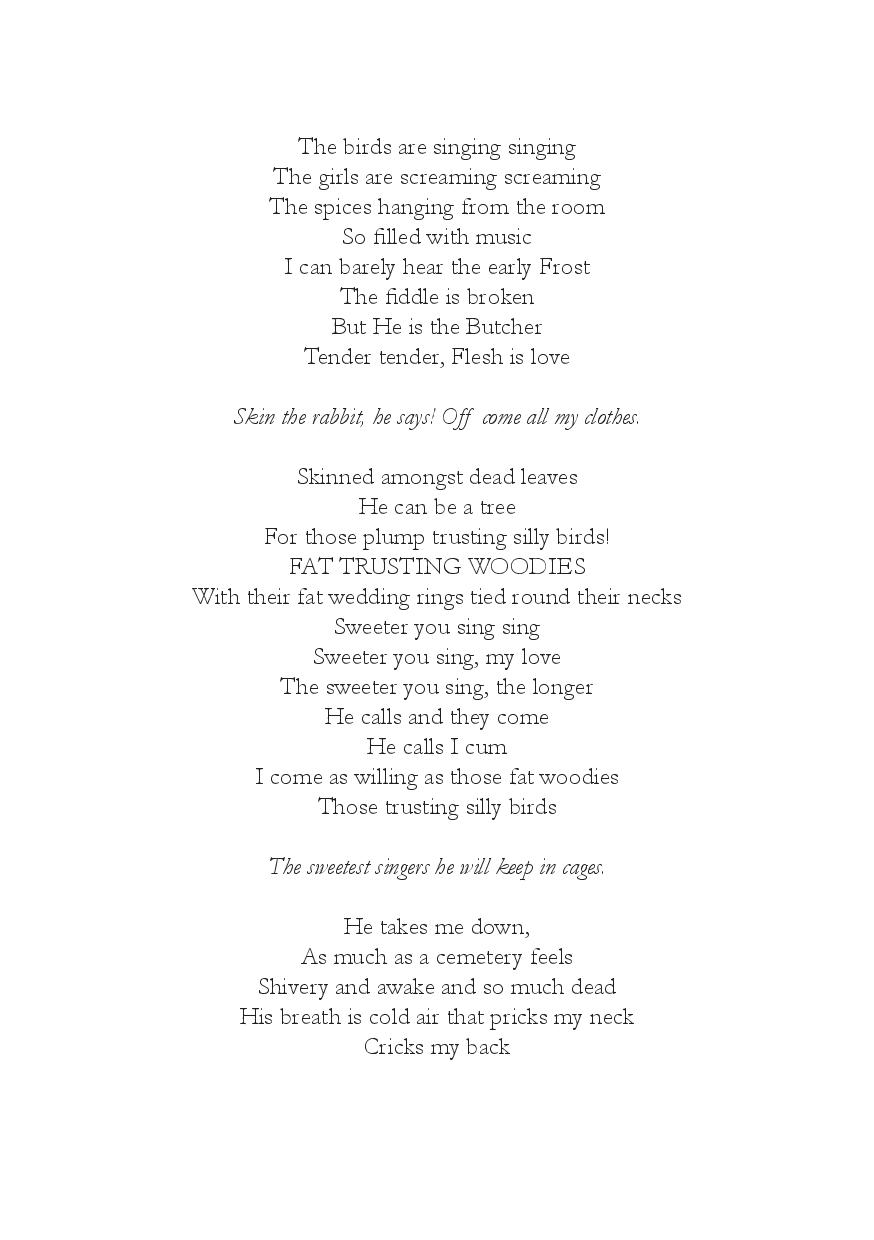 The birds are singing singing
The girls are screaming screaming
The spices hanging from the room
So filled with music
I can barely hear the early Frost
The fiddle is broken
But He is the Butcher
Tender tender, Flesh is love
Skin the rabbit, he says! Off come all my clothes.
Skinned amongst dead leaves
He can be a tree
For those plump trusting silly birds!
FAT TRUSTING WOODIES
With their fat wedding rings tied round their necks
Sweeter you sing sing
Sweeter you sing, my love
The sweeter you sing, the longer
He calls and they come
He calls I cum
I come as willing as those fat woodies
Those trusting silly birds
The sweetest singers he will keep in cages.
He takes me down,
As much as a cemetery feels
Shivery and awake and so much dead
His breath is cold air that pricks my neck
Cricks my back